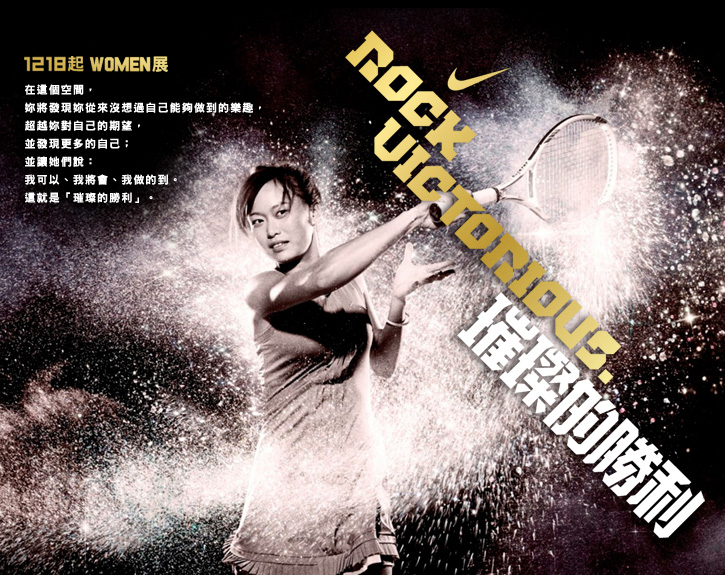 1218起 WOMEN展
在這個空間，
妳將發現妳從來沒想過自己能夠做到的樂趣，
超越妳對自己的期望，
並發現更多的自己；
並讓她們說：
我可以、我將會、我做的到。
這就是「璀璨的勝利」。
ROCK
VICTORIOUS.
璀璨的勝利